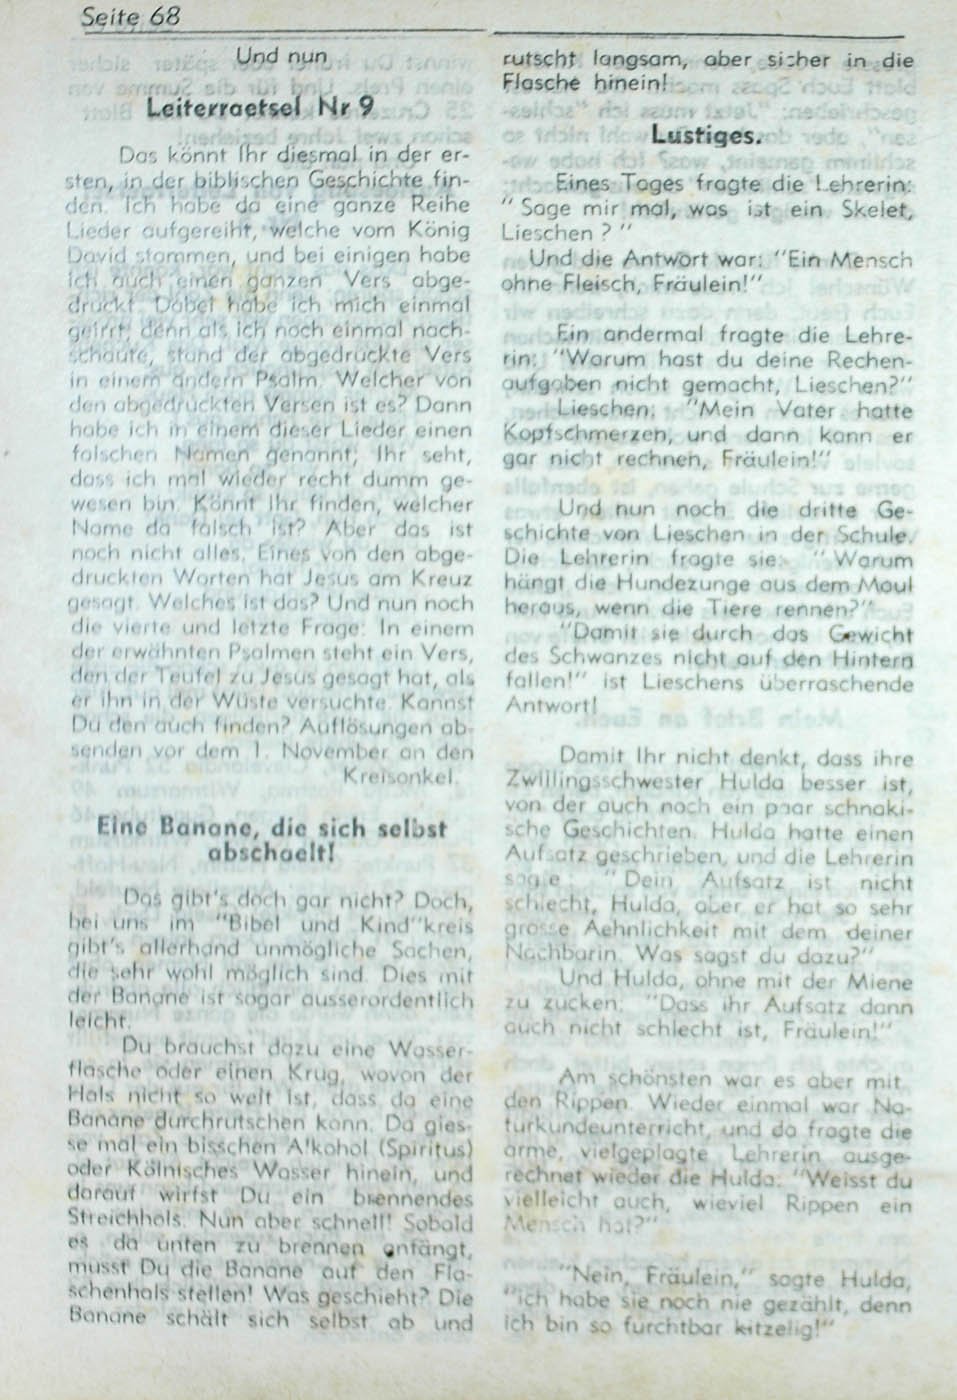 Seite 68
Und nun
Leiterraetsel Nr 9
Das könnt Ihr diesmal in der er-
sten, in der biblischen Geschichte fin-
den. Ich habe da eine ganze Reihe
Lieder aufgereiht, welche vom König
David stammen, und bei einigen habe
ich auch einen ganzen Vers abge-
druckt. Dabei habe ich mich einmal
geirrt, denn als ich noch einmal nach-
schaute, stand der abgedruckte Vers
in einem andern Psalm. Welcher von
den abgedruckten Versen ist es? Dann
habe ich in einem dieser Lieder einen
falschen Namen genannt; Ihr seht,
dass ich mal wieder recht dumm ge-
wesen bin. Könnt Ihr finden, welcher
Name da falsch ist? Aber das ist
noch nicht alles. Eines von den abge-
druckten Worten hat Jesus am Kreuz
gesagt. Welches ist das? Und nun noch
die vierte und letzte Frage: In einem
der erwähnten Psalmen steht ein Vers,
den der Teufel zu Jesus gesagt hat, als
er ihn in der Wüste versuchte. Kannst
Du den auch finden? Auflösungen ab-
senden vor dem 1. November an den
Kreisonkel.
Eine Banane, die sich selbst
abschaelt!
Das gibt's doch gar nicht? Doch,
bei uns im "Bibel und Kind"kreis
gibt's allerhand unmögliche Sachen,
die sehr wohl möglich sind. Dies mit
der Banane ist sogar ausserordentlich
leicht.
Du brauchst dazu eine Wasser-
flasche oder einen Krug, wovon der
Hals nicht so weit ist, dass da eine
Banane durchrutschen kann. Da gies-
se mal ein bisschen Alkohol (Spiritus)
oder Kölnisches Wasser hinein, und
darauf wirfst Du ein brennendes
Streichhols. Nun aber schnell! Sobald
es da unten zu brennen anfängt,
musst Du die Banane auf den Fla-
schenhals stellen! Was geschieht? Die
Banane schält sich selbst ab und
rutscht langsam, aber sicher in die
Flasche hinein!
Lustiges.
Eines Tages fragte die Lehrerin:
"Sage mir mal, was ist ein Skelet,
Lieschen ? "
Und die Antwort war: "Ein Mensch
ohne Fleisch, Fräulein!"
Ein andermal fragte die Lehre-
rin: "Warum hast du deine Rechen-
aufgaben nicht gemacht, Lieschen?"
Lieschen: "Mein Vater hatte
Kopfschmerzen, und dann kann er
gar nicht rechnen, Fräulein!"
Und nun noch die dritte Ge-
schichte von Lieschen in der Schule.
Die Lehrerin fragte sie: "Warum
hängt die Hundezunge aus dem Maul
heraus, wenn die Tiere rennen?"
"Damit sie durch das Gewicht
des Schwanzes nicht auf den Hintern
fallen!" ist Lieschens überraschende
Antwort!
Damit Ihr nicht denkt, dass ihre
Zwillingsschwester Hulda besser ist,
von der auch noch ein paar schnaki-
sche Geschichten. Hulda hatte einen
Aufsatz geschrieben, und die Lehrerin
sagte: "Dein Aufsatz ist nicht
schlecht, Hulda, aber er hat so sehr
grosse Aehnlichkeit mit dem deiner
Nachbarin. Was sagst du dazu?"
Und Hulda, ohne mit der Miene
zu zucken: "Dass ihr Aufsatz dann
auch nicht schlecht ist, Fräulein!"
Am schönsten war es aber mit
den Rippen. Wieder einmal war Na-
turkundeunterricht, und da fragte die
arme, vielgeplagte Lehrerin ausge-
rechnet wieder die Hulda: "Weisst du
vielleicht auch, wieviel Rippen ein
Mensch hat?"
"Nein, Fräulein," sagte Hulda,
"ich habe sie noch nie gezählt, denn
ich bin so furchtbar kitzelig!"